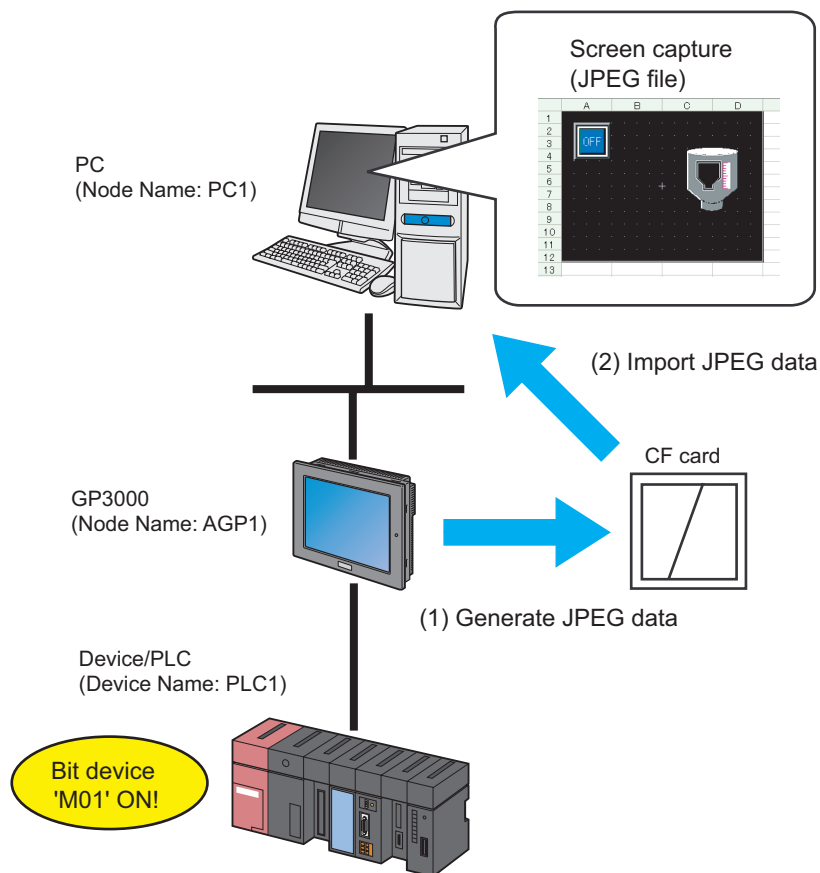 Screen capture
(JPEG file)
A B C D
1
2
3
4
5
6
7
8
9
10
11
12
13
OFF
PC
(Node Name: PC1)
(2) Import JPEG data
CF card
GP3000
(Node Name: AGP1)
(1) Generate JPEG data
Device/PLC
(Device Name: PLC1)
Bit device
'M01' ON!